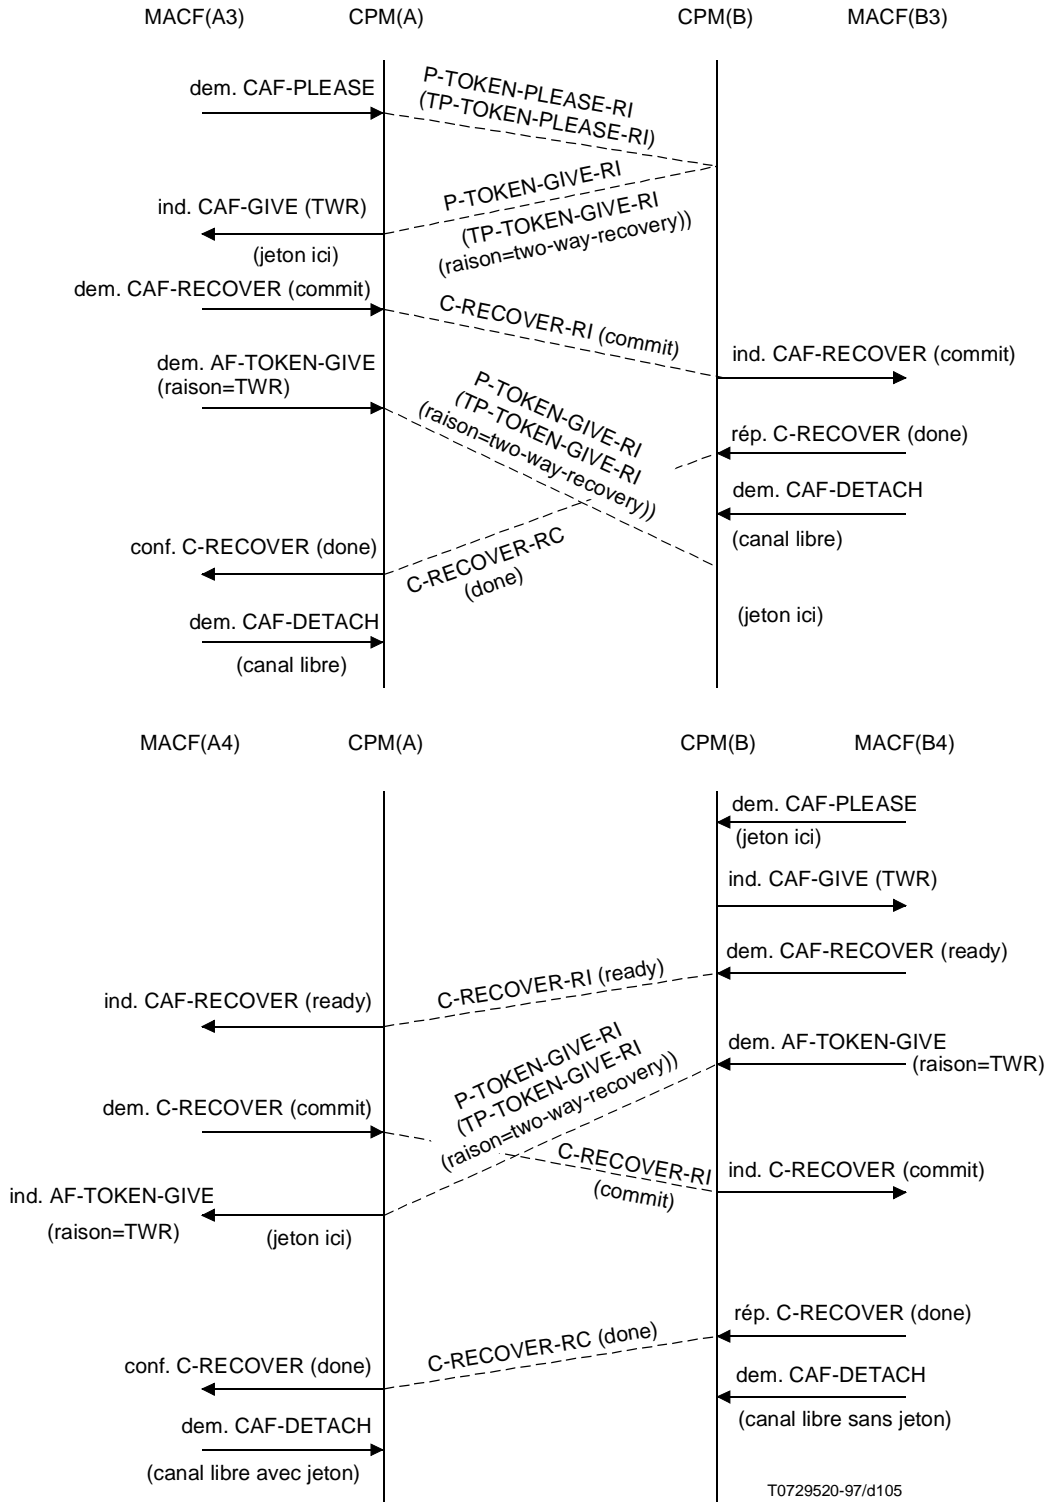 MACF(A3) CPM(A) CPM(B) MACF(B3)
dem. CAF-PLEASE
P-TOKEN-PLEASE-RI
(TP-TOKEN-PLEASE-RI)
P-TOKEN-GIVE-RI
ind. CAF-GIVE (TWR)
(TP-TOKEN-GIVE-RI
(raison=two-way-recovery))
(jeton ici)
dem. CAF-RECOVER (commit)
C-RECOVER-RI (commit)
ind. CAF-RECOVER (commit)
dem. AF-TOKEN-GIVE
(raison=TWR)
P-TOKEN-GIVE-RI
(TP-TOKEN-GIVE-RI
(raison=two-way-recovery))
rép. C-RECOVER (done)
dem. CAF-DETACH
(canal libre)
conf. C-RECOVER (done)
C-RECOVER-RC
(done)
dem. CAF-DETACH
(canal libre)
(jeton ici)
MACF(A4) CPM(A) CPM(B) MACF(B4)
dem. CAF-PLEASE
(jeton ici)
ind. CAF-GIVE (TWR)
dem. CAF-RECOVER (ready)
C-RECOVER-RI (ready)
ind. CAF-RECOVER (ready)
dem. AF-TOKEN-GIVE
(raison=TWR)
P-TOKEN-GIVE-RI
(TP-TOKEN-GIVE-RI
(raison=two-way-recovery))
dem. C-RECOVER (commit)
C-RECOVER-RI
(commit)
ind. C-RECOVER (commit)
ind. AF-TOKEN-GIVE
(raison=TWR)
(jeton ici)
rép. C-RECOVER (done)
C-RECOVER-RC (done)
conf. C-RECOVER (done)
dem. CAF-DETACH
(canal libre sans jeton)
dem. CAF-DETACH
(canal libre avec jeton)
T0729520-97/d105